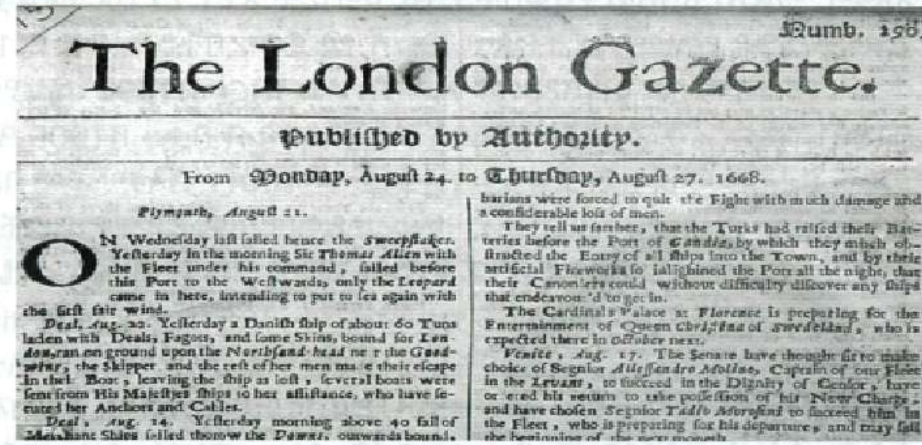 Numb. 290
The London Gazette.
Published by Authority.
From Monday, August 24. to Thursday, August 27. 1668.
Plymouth, August 21.
ON Wednesday last sailed hence the Sweepstakes.
Yesterday in the morning Sir Thomas Allen with
the Fleet under his command, sailed before
this Port to the Westwards, only the Leopard
came in here, intending to put to sea again with
the first fair wind.
Deal, Aug. 22. Yesterday a Danish ship of about 60 Tuns
laden with Deals, Fagots, and some Skins, bound for Lon-
don, ran on ground upon the Northsand-head near the Good-
wins, the Skipper and the rest of her men made their escape
in their Boat, leaving the ship as lost, several boats were
sent from His Majesties ships to her assistance, who have se-
cured her Anchors and Cables.
Deal, Aug. 24. Yesterday morning above 40 sail of
Merchant Ships sailed thorow the Downs, outwards bound.
barians were forced to quit the Fight with much damage and
a considerable loss of men.
They tell us further, that the Turks had raised their Bat-
teries before the Port of Candia, by which they much ob-
structed the Entry of all ships into the Town, and by their
artificial Fireworks so inlightned the Port all the night, that
their Canoniers could without difficulty discover any ships
that endeavour'd to get in.
The Cardinals Palace at Florence is preparing for the
Entertainment of Queen Christina of Swedeland, who is
expected there in October next.
Venice, Aug. 17. The Senate have thought fit to make
choice of Segnior Allessandro Molino, Captain of our Fleet
in the Levant, to succeed in the Dignity of Censor, have
ordered his return to take possession of his New Charge,
and have chosen Segnior Tadio Morosini to succeed him in
the Fleet, who is preparing for his departure, and may sail
the beginning of the next month.